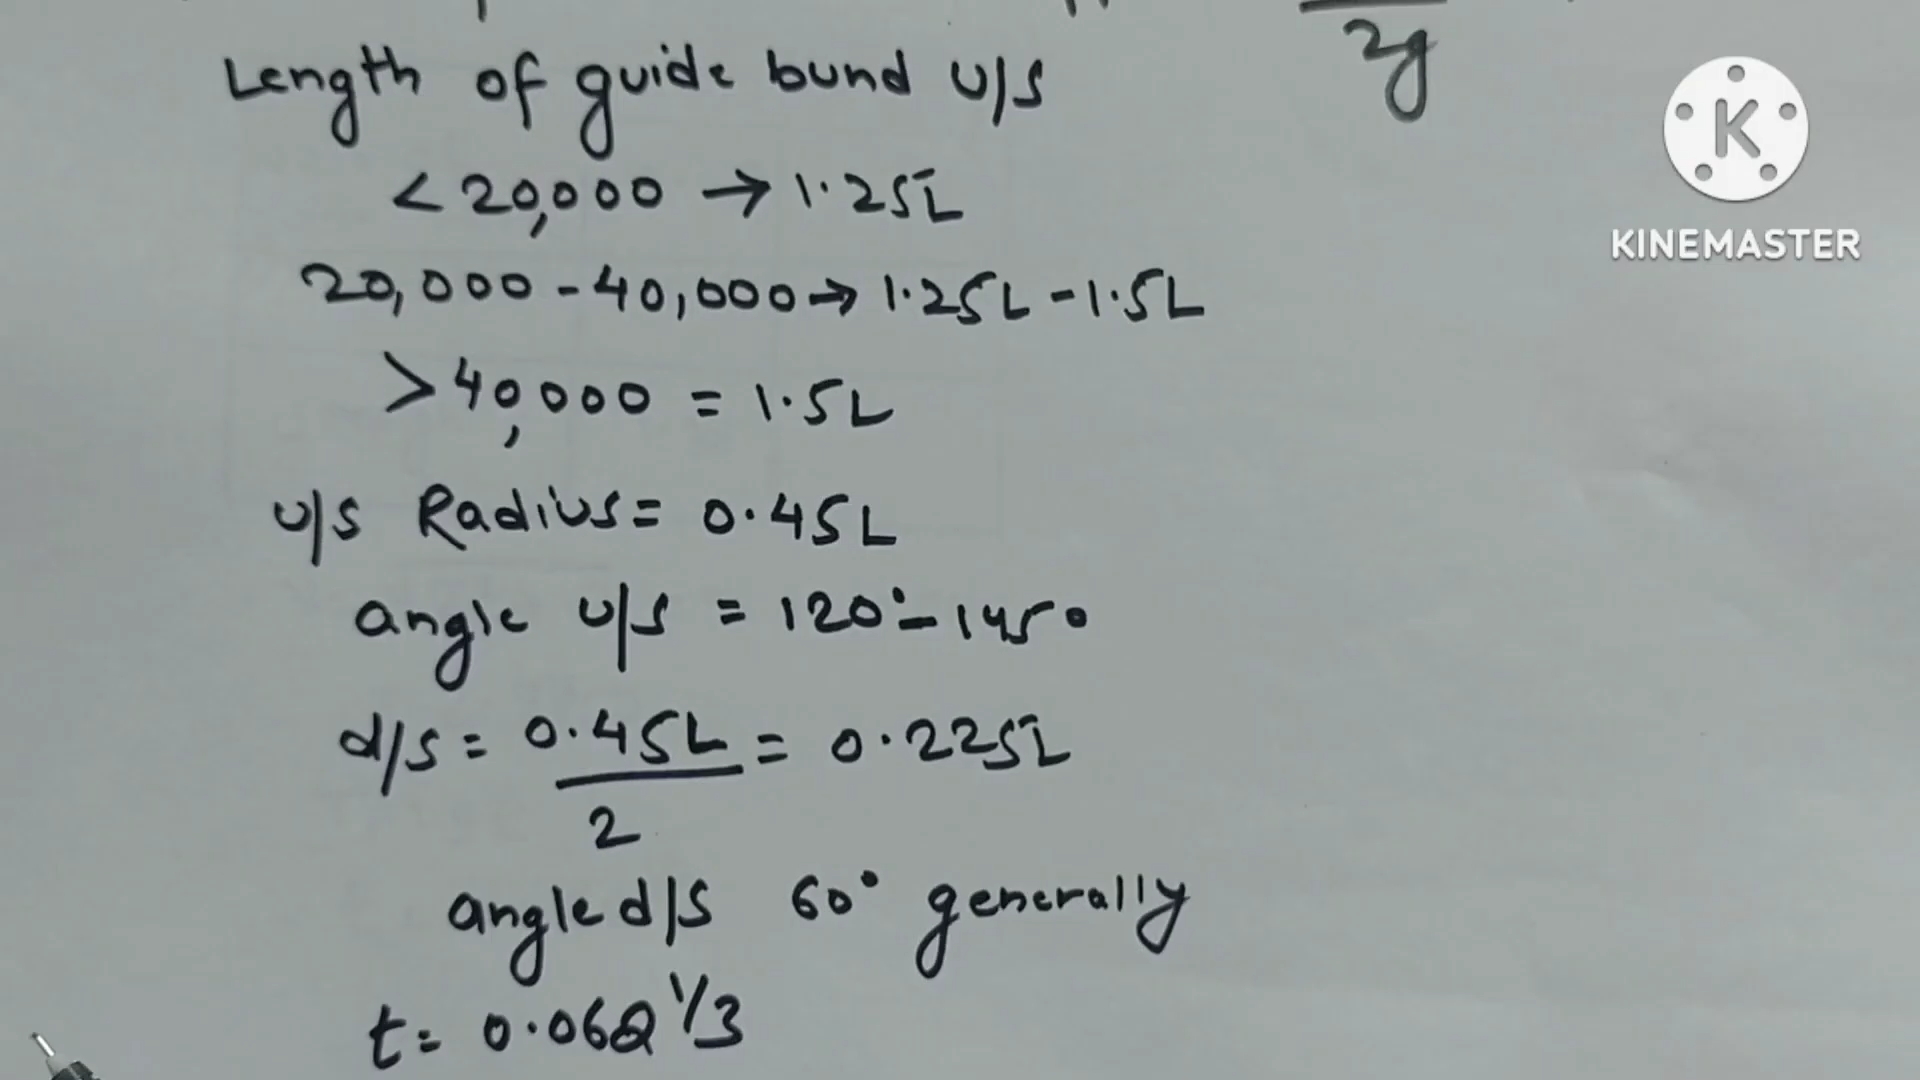 2g
Length of guide bund u/s
< 20,000 → 1.25L
20,000 - 40,000 → 1.25L - 1.5L
> 40,000 = 1.5L
u/s Radius = 0.45L
angle u/s = 120° - 145°
d/s = 0.45L/2 = 0.225L
angle d/s 60° generally
t = 0.06Q^1/3
K
KINEMASTER